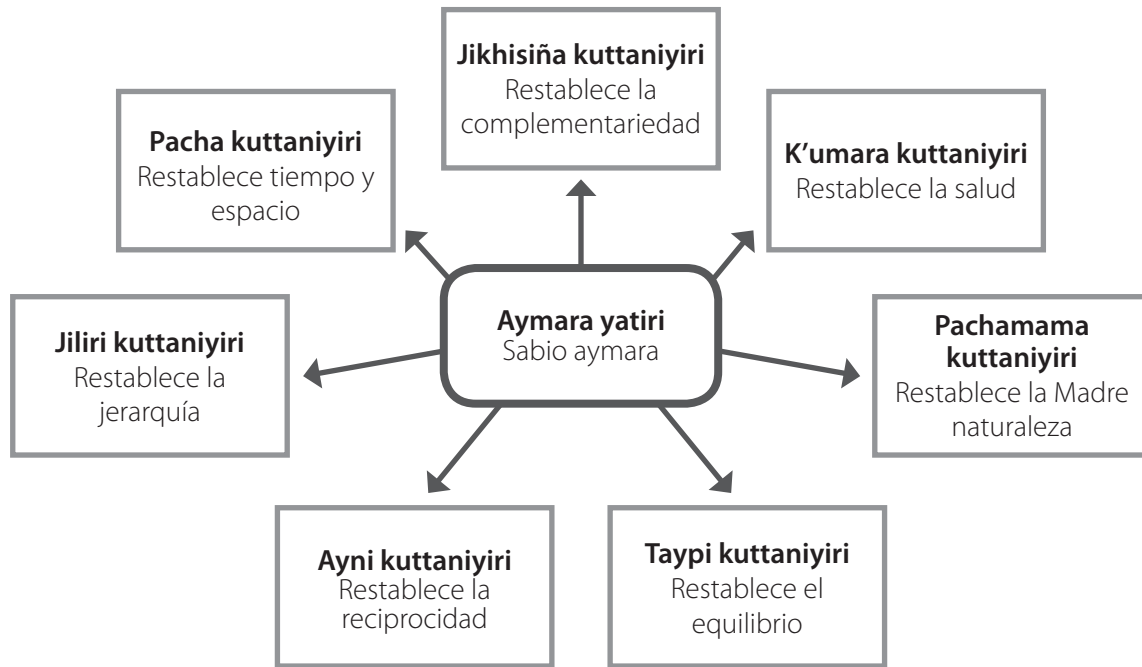 Jikhisiña kuttaniyiri
Restablece la
complementariedad
Pacha kuttaniyiri
Restablece tiempo y
espacio
K’umara kuttaniyiri
Restablece la salud
Aymara yatiri
Sabio aymara
Jiliri kuttaniyiri
Restablece la
jerarquía
Pachamama
kuttaniyiri
Restablece la Madre
naturaleza
Ayni kuttaniyiri
Restablece la
reciprocidad
Taypi kuttaniyiri
Restablece el
equilibrio